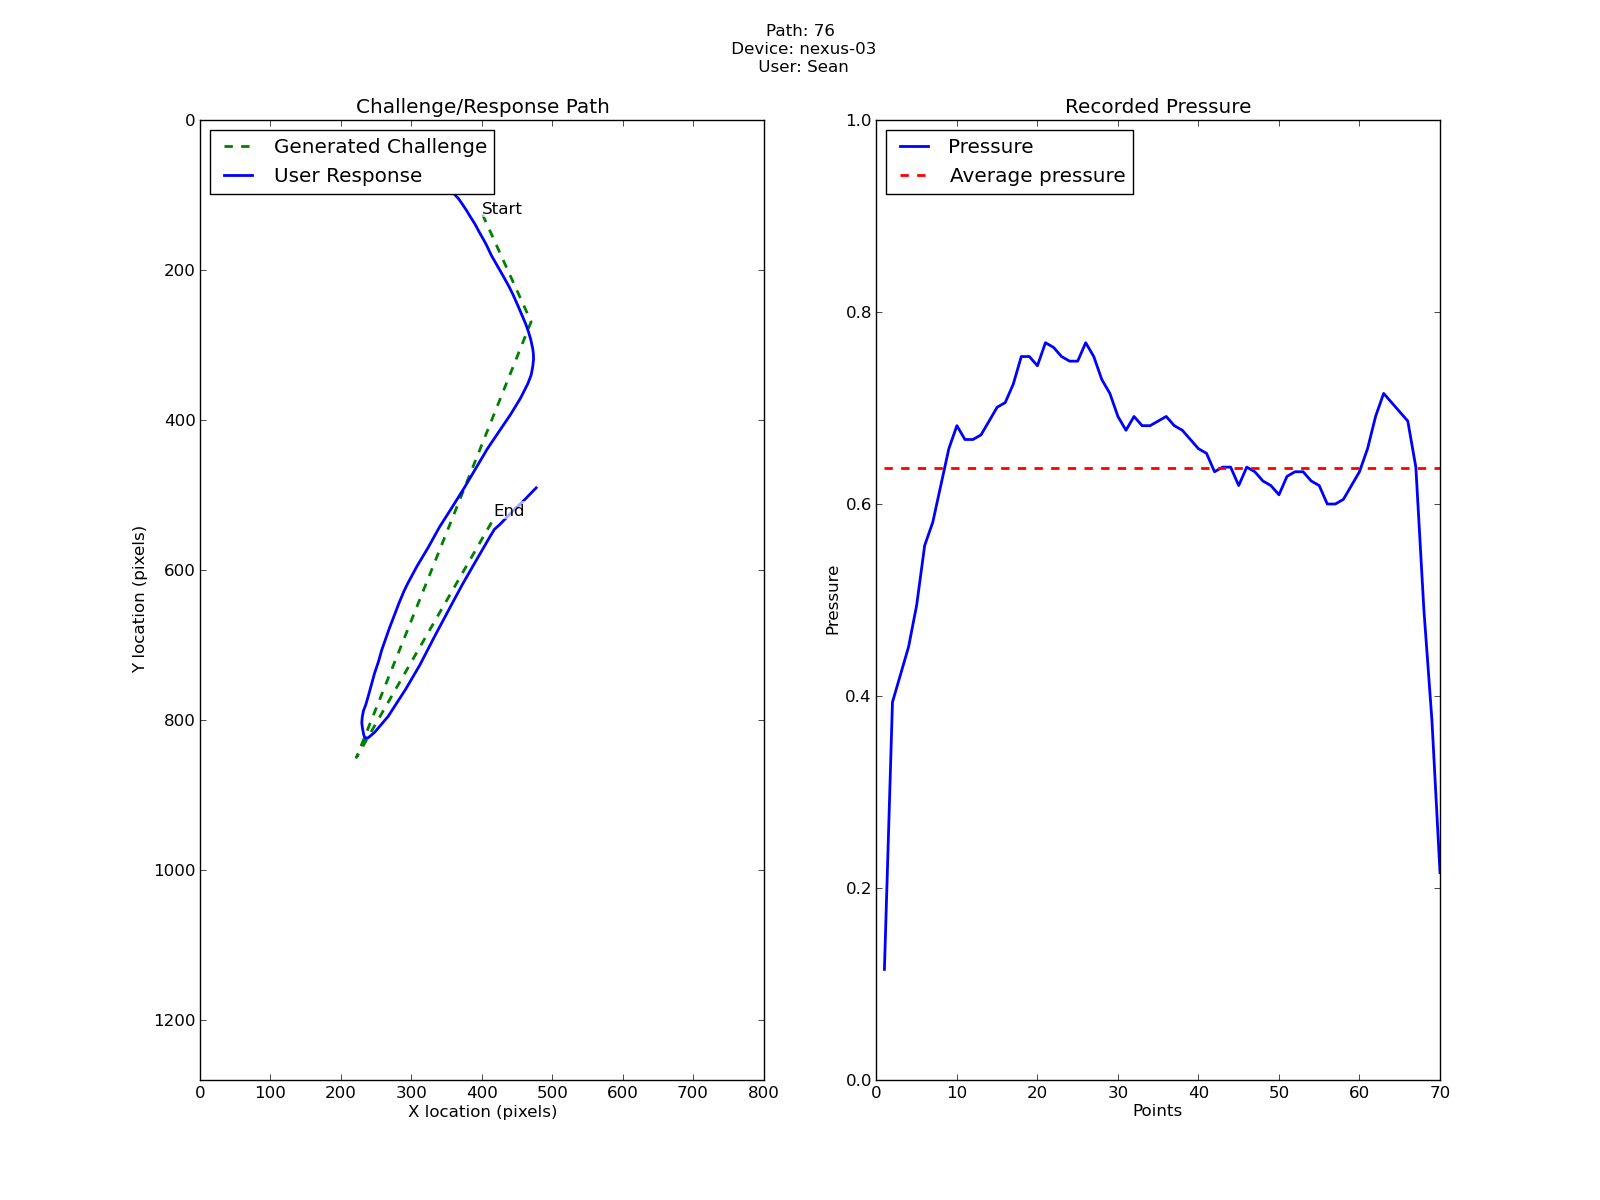 Path: 76
Device: nexus-03
User: Sean
Challenge/Response Path
Generated Challenge
User Response
Start
End
0
200
400
600
800
1000
1200
Y location (pixels)
0 100 200 300 400 500 600 700 800
X location (pixels)
Recorded Pressure
Pressure
Average pressure
1.0
0.8
0.6
0.4
0.2
0.0
Pressure
0 10 20 30 40 50 60 70
Points